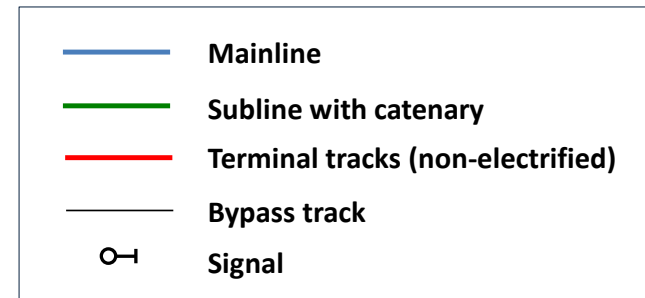 Mainline
Subline with catenary
Terminal tracks (non-electrified)
Bypass track
Signal